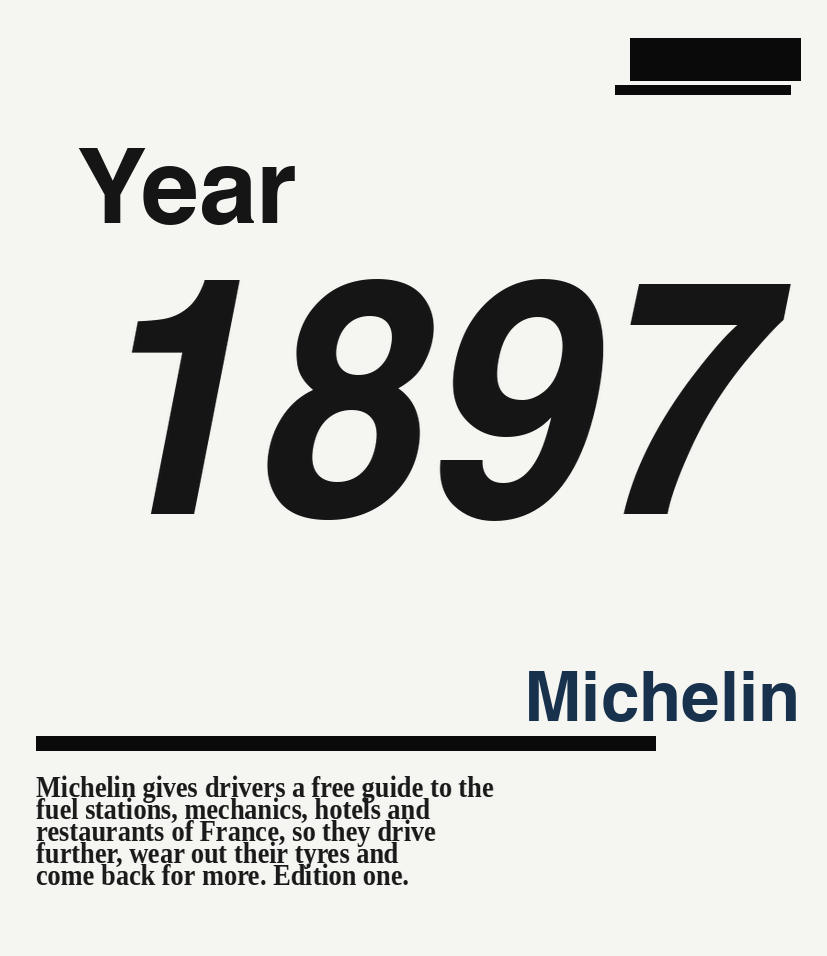 Year
1897
Michelin
Michelin gives drivers a free guide to the
fuel stations, mechanics, hotels and
restaurants of France, so they drive
further, wear out their tyres and
come back for more. Edition one.